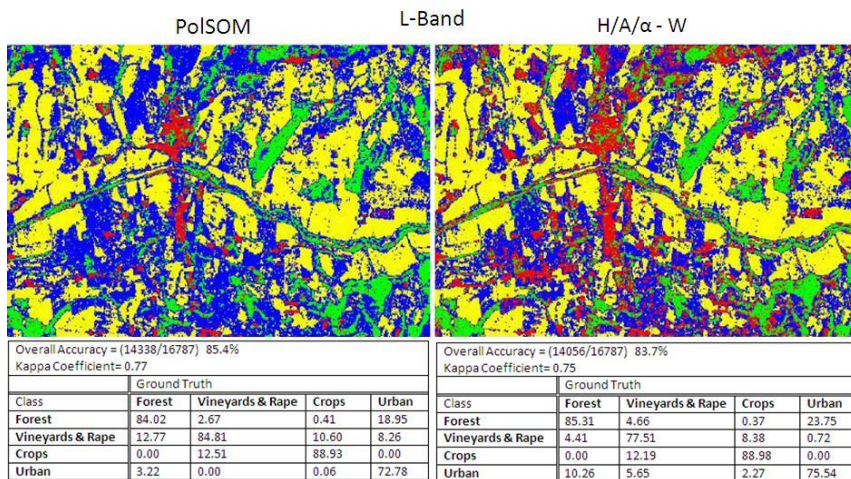 PolSOM
L-Band
H/A/α - W
Overall Accuracy = (14338/16787) 85.4%
Kappa Coefficient= 0.77
Ground Truth
Class Forest Vineyards & Rape Crops Urban
Forest 84.02 2.67 0.41 18.95
Vineyards & Rape 12.77 84.81 10.60 8.26
Crops 0.00 12.51 88.93 0.00
Urban 3.22 0.00 0.06 72.78
Overall Accuracy = (14056/16787) 83.7%
Kappa Coefficient= 0.75
Ground Truth
Class Forest Vineyards & Rape Crops Urban
Forest 85.31 4.66 0.37 23.75
Vineyards & Rape 4.41 77.51 8.38 0.72
Crops 0.00 12.19 88.98 0.00
Urban 10.26 5.65 2.27 75.54